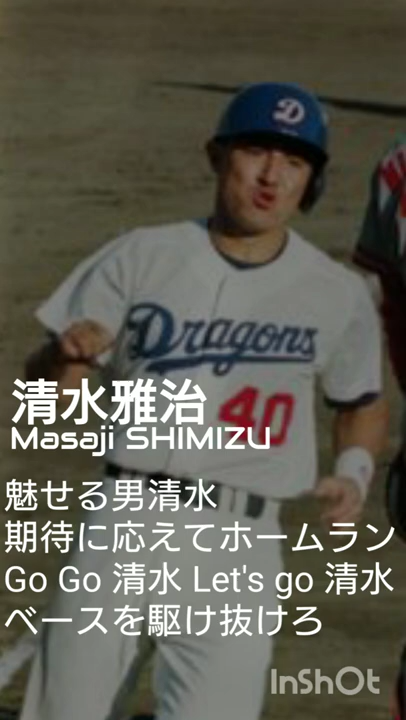 D
Dragons
40
清水雅治
Masaji SHIMIZU
魅せる男清水
期待に応えてホームラン
Go Go 清水 Let's go 清水
ベースを駆け抜けろ
InShOt